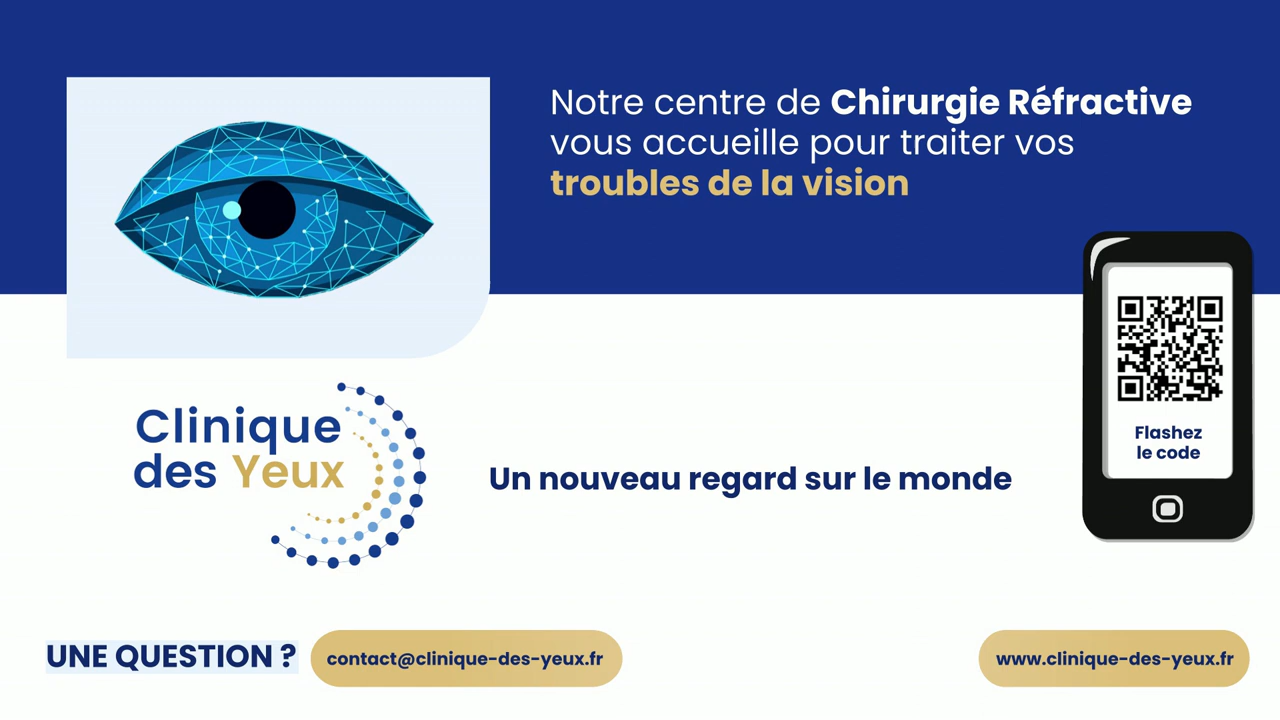 Notre centre de Chirurgie Réfractive
vous accueille pour traiter vos
troubles de la vision
Flashez
le code
Clinique
des Yeux
Un nouveau regard sur le monde
UNE QUESTION ?
contact@clinique-des-yeux.fr
www.clinique-des-yeux.fr